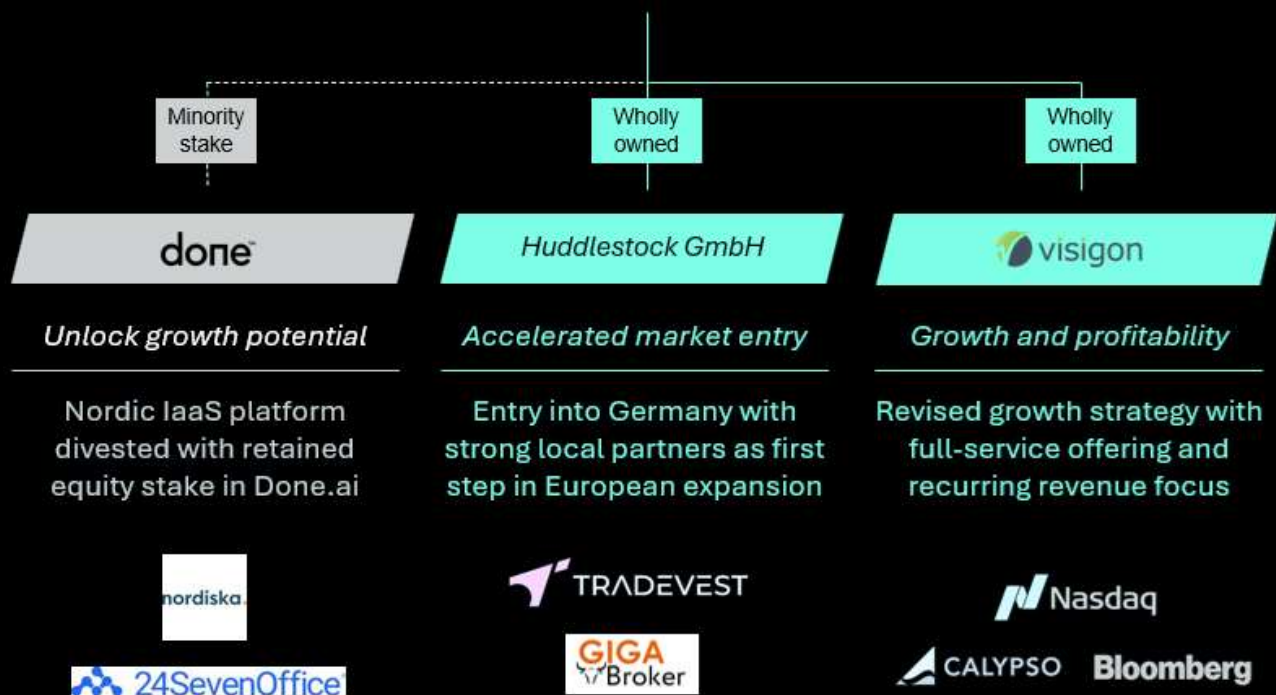 Minority
stake
Wholly
owned
Wholly
owned
done™
Huddlestock GmbH
visigon
Unlock growth potential
Accelerated market entry
Growth and profitability
Nordic IaaS platform
divested with retained
equity stake in Done.ai
Entry into Germany with
strong local partners as first
step in European expansion
Revised growth strategy with
full-service offering and
recurring revenue focus
nordiska.
24SevenOffice
TRADEVEST
GIGA
Broker
Nasdaq
CALYPSO
Bloomberg